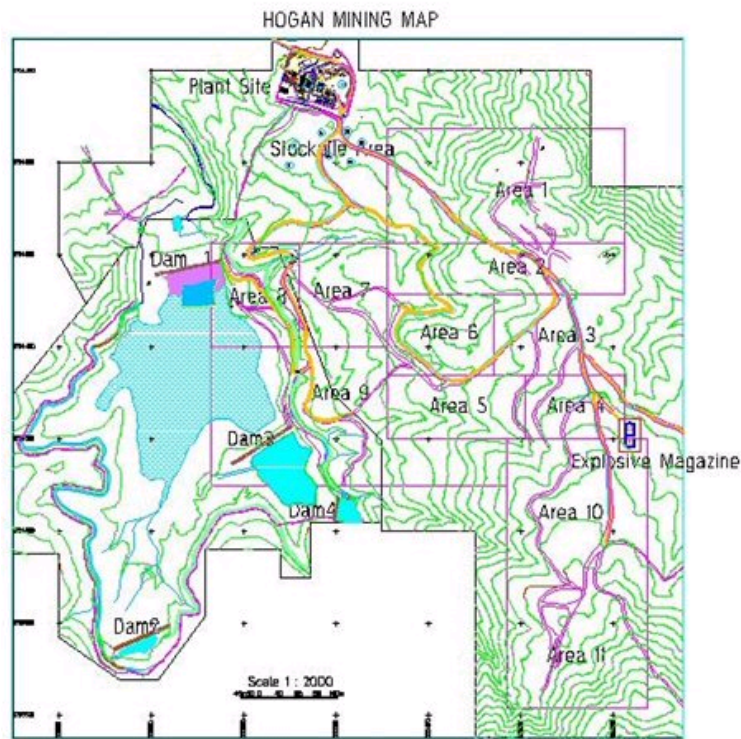 HOGAN MINING MAP
Plant Site
Stockpile Area
Area 1
Dam 1
Area 2
Area 8
Area 7
Area 6
Area 3
Area 9
Area 5
Area 4
Dam3
Explosive Magazine
Dam4
Area 10
Dam2
Area 11
Scale 1 : 2000